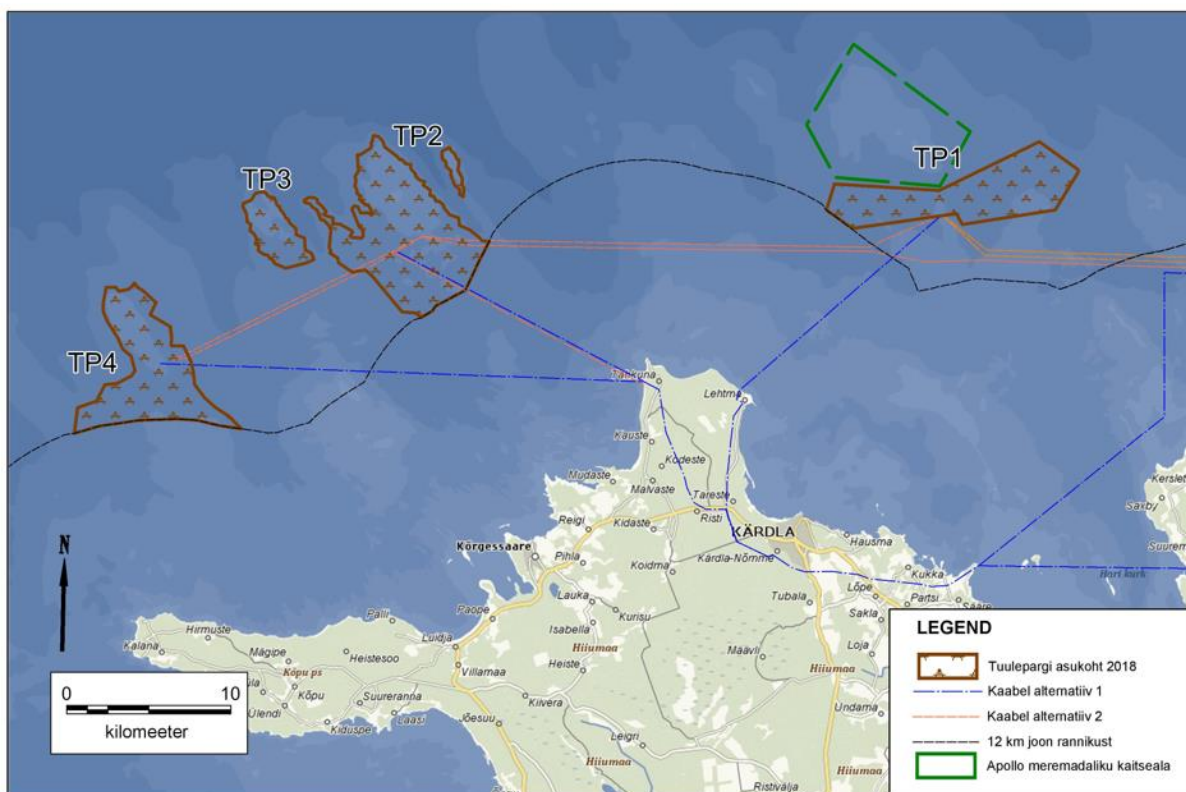 TP1
TP2
TP3
TP4
Tahkuna
Lehtma
Kauste
Kodeste
Mudaste
Malvaste
Tareste
Reigi
Kidaste
Risti
KÄRDLA
Hausma
Kõrgessaare
Pihla
Koidma
Kärdla-Nõmme
Kukka
Lõpe
Partsi
Sääre
Lauka
Kurisu
Tubala
Sakla
Palli
Paope
Isabella
Hiiumaa
Kalana
Hirmuste
Luidja
Mägipe
Heistesoo
Heiste
Määvli
Loja
Kõpu ps
Villamaa
Hiiumaa
Kõpu
Suureranna
Kiivera
Ülendi
Laasi
Undama
Kiduspe
Jõesuu
Leigri
Hiiumaa
Hiiumaa
Ristivälja
Saxby
Kerslet
Suurem
Hari kurk
N
0 10
kilomeeter
LEGEND
Tuulepargi asukoht 2018
Kaabel alternatiiv 1
Kaabel alternatiiv 2
12 km joon rannikust
Apollo meremadaliku kaitseala